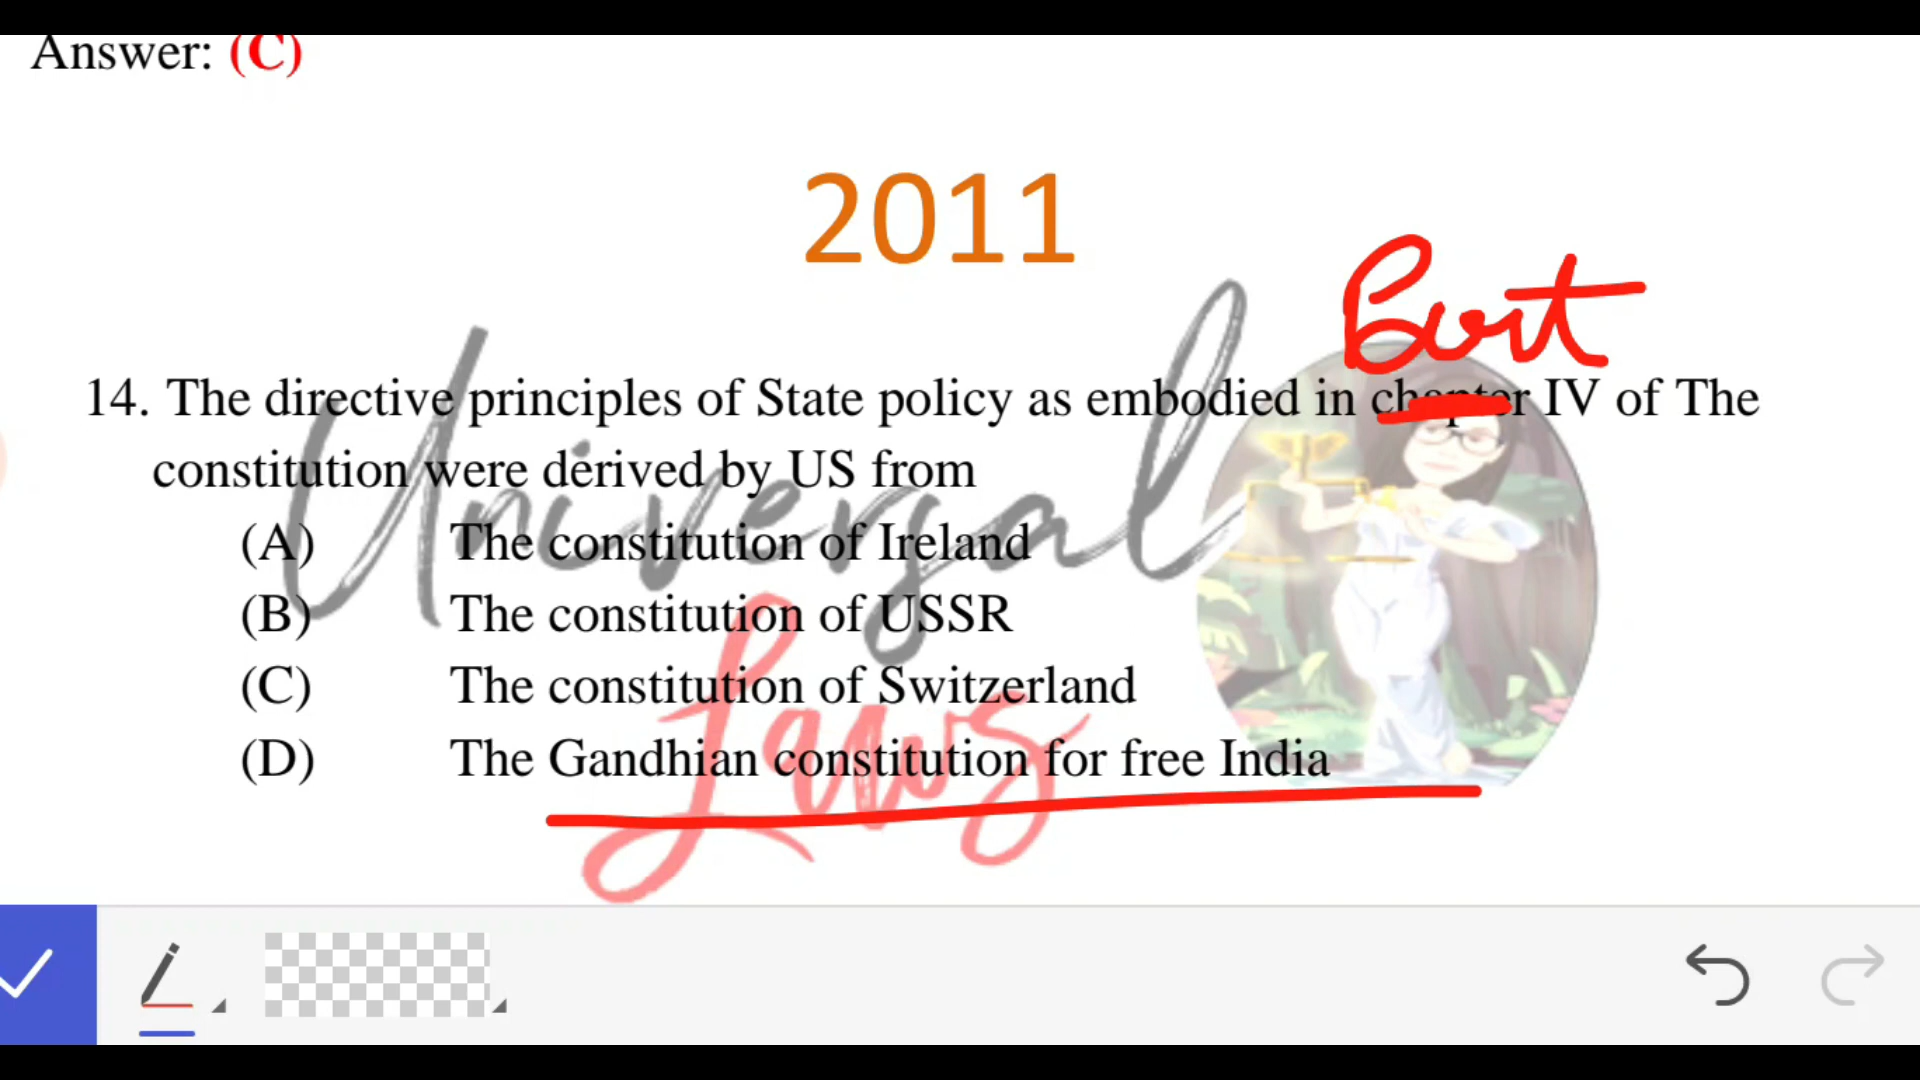 Answer: (C)
2011
Part
14. The directive principles of State policy as embodied in chapter IV of The
constitution were derived by US from
(A) The constitution of Ireland
(B) The constitution of USSR
(C) The constitution of Switzerland
(D) The Gandhian constitution for free India
Universal
Laws